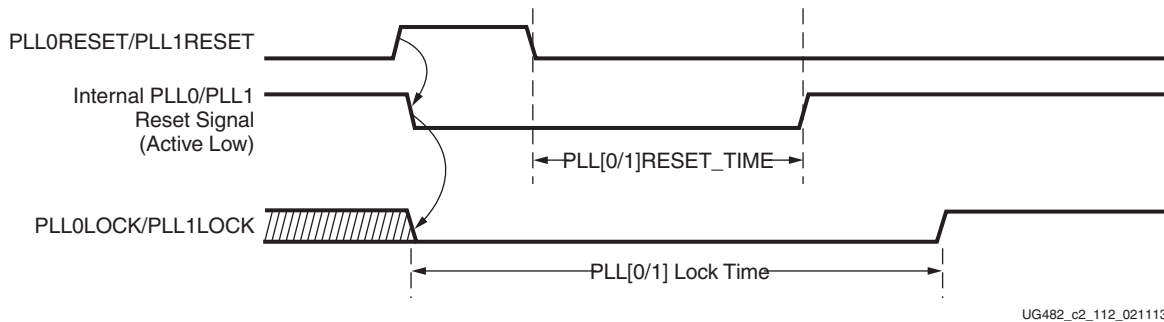 PLL0RESET/PLL1RESET
Internal PLL0/PLL1
Reset Signal
(Active Low)
PLL[0/1]RESET_TIME
PLL0LOCK/PLL1LOCK
PLL[0/1] Lock Time
UG482_c2_112_021113